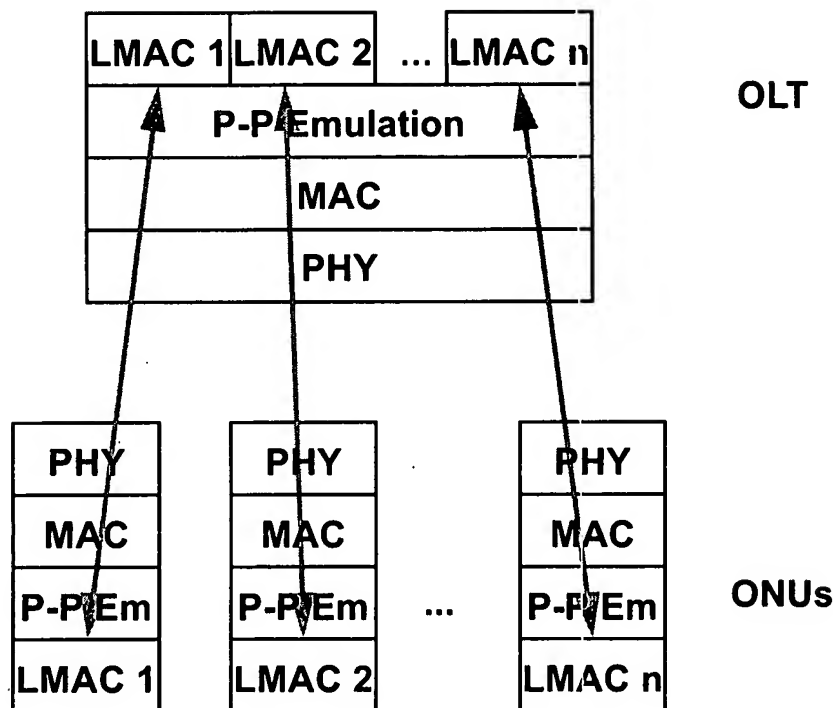 LMAC 1 LMAC 2 ... LMAC n
OLT
P-P Emulation
MAC
PHY
PHY PHY PHY
MAC MAC MAC
P-P Em P-P Em ... P-P Em
ONUs
LMAC 1 LMAC 2 LMAC n